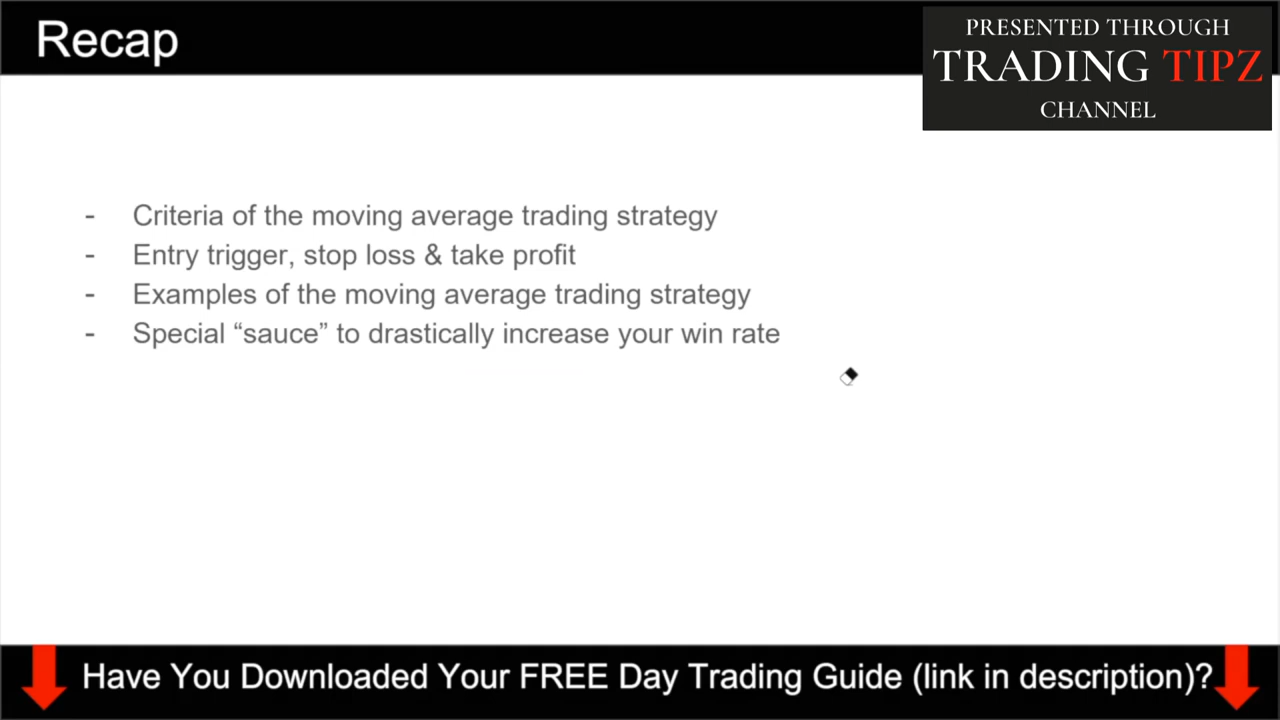 Recap
PRESENTED THROUGH
TRADING TIPZ
CHANNEL
- Criteria of the moving average trading strategy
- Entry trigger, stop loss & take profit
- Examples of the moving average trading strategy
- Special “sauce” to drastically increase your win rate
Have You Downloaded Your FREE Day Trading Guide (link in description)?